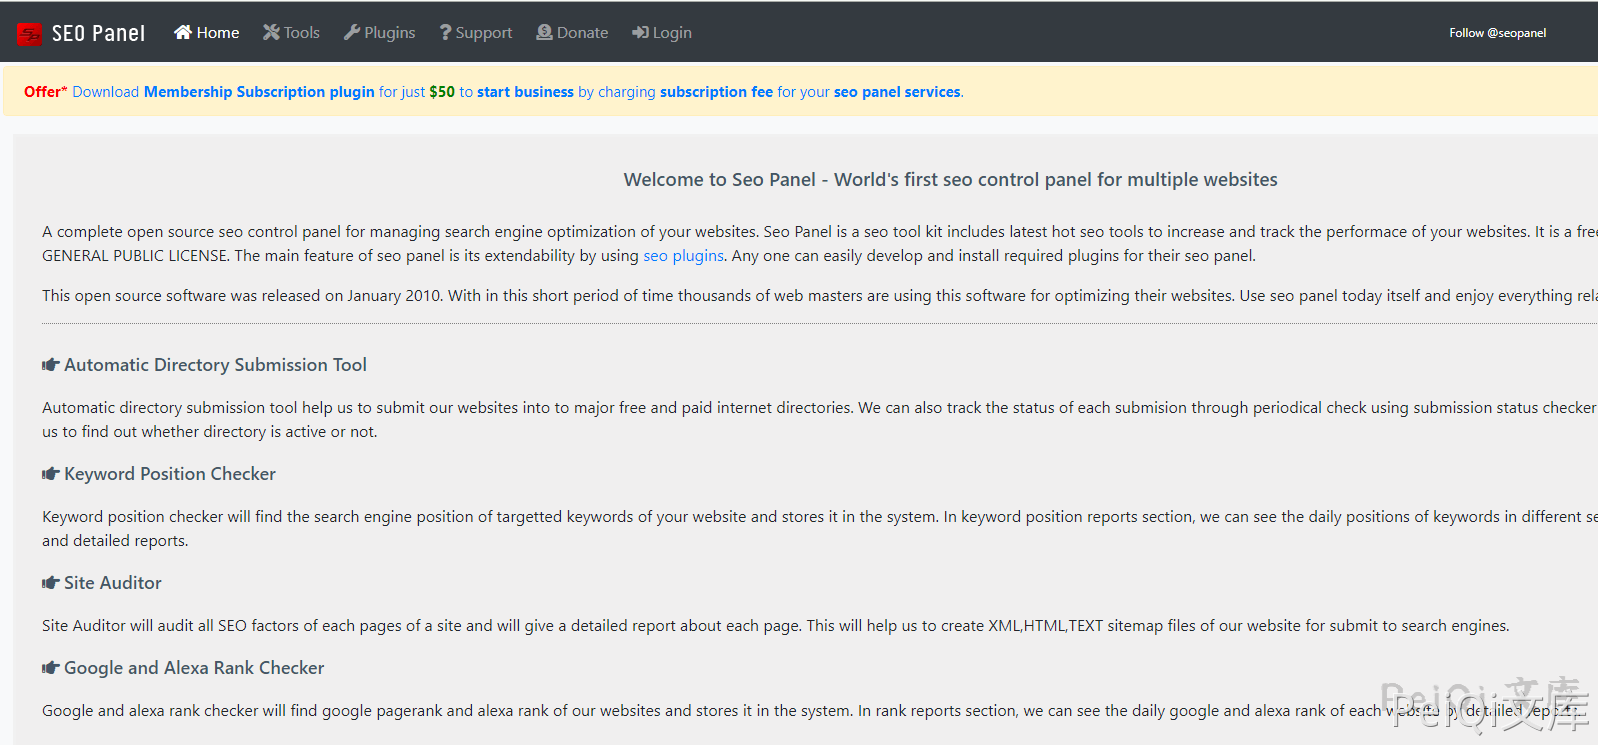 SEO Panel Home Tools Plugins Support Donate Login Follow @seopanel
Offer* Download Membership Subscription plugin for just $50 to start business by charging subscription fee for your seo panel services.
Welcome to Seo Panel - World's first seo control panel for multiple websites
A complete open source seo control panel for managing search engine optimization of your websites. Seo Panel is a seo tool kit includes latest hot seo tools to increase and track the performace of your websites. It is a fre
GENERAL PUBLIC LICENSE. The main feature of seo panel is its extendability by using seo plugins. Any one can easily develop and install required plugins for their seo panel.
This open source software was released on January 2010. With in this short period of time thousands of web masters are using this software for optimizing their websites. Use seo panel today itself and enjoy everything rela
Automatic Directory Submission Tool
Automatic directory submission tool help us to submit our websites into to major free and paid internet directories. We can also track the status of each submision through periodical check using submission status checker
us to find out whether directory is active or not.
Keyword Position Checker
Keyword position checker will find the search engine position of targetted keywords of your website and stores it in the system. In keyword position reports section, we can see the daily positions of keywords in different se
and detailed reports.
Site Auditor
Site Auditor will audit all SEO factors of each pages of a site and will give a detailed report about each page. This will help us to create XML,HTML,TEXT sitemap files of our website for submit to search engines.
Google and Alexa Rank Checker
Google and alexa rank checker will find google pagerank and alexa rank of our websites and stores it in the system. In rank reports section, we can see the daily google and alexa rank of each website by detailed reports.
PeiQi文库
PeiQi文库